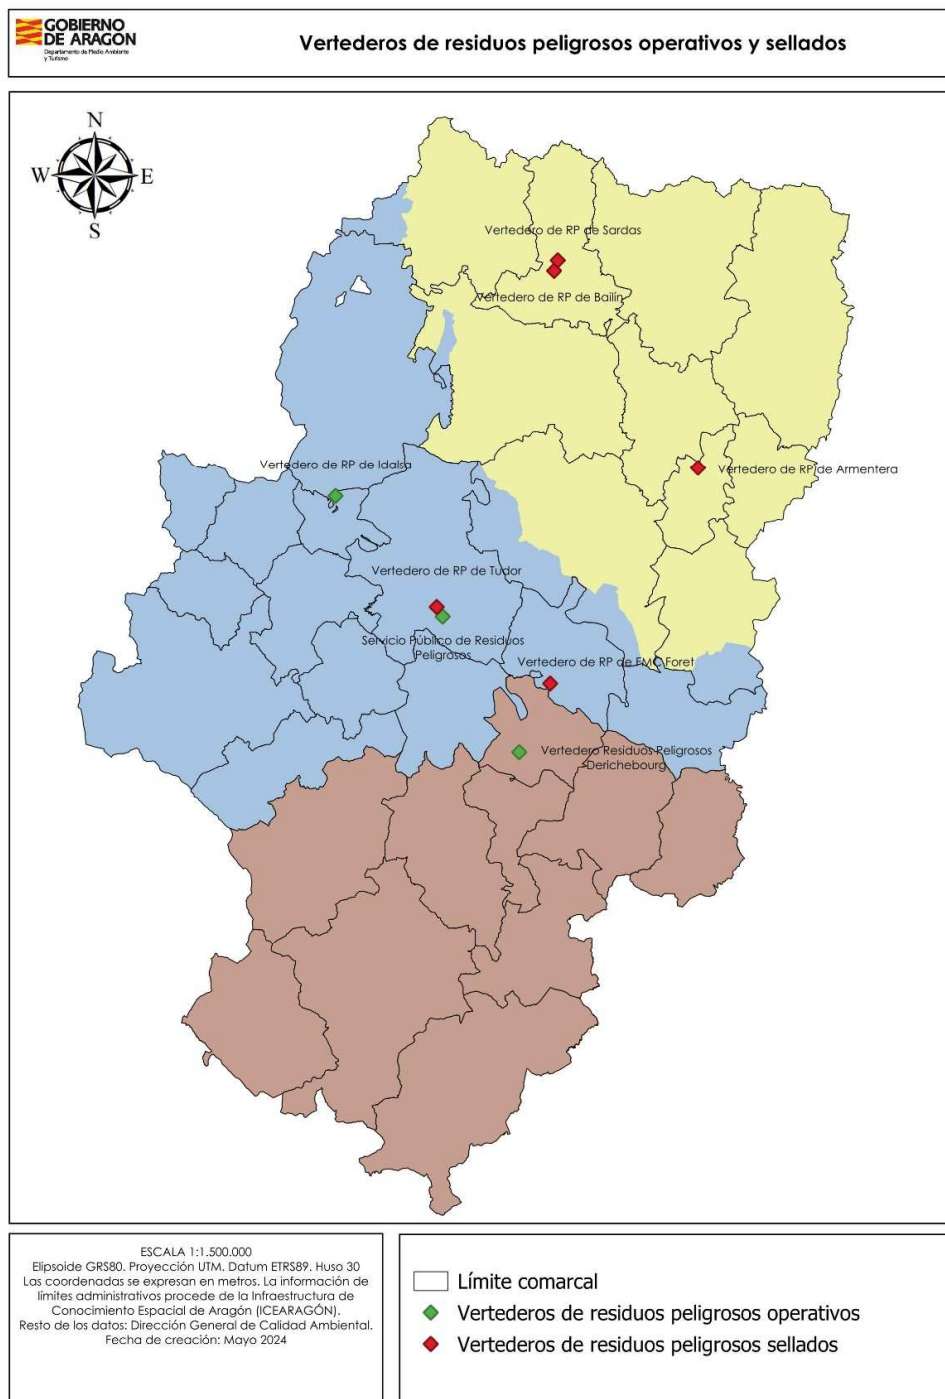 GOBIERNO
DE ARAGON
Departamento de Medio Ambiente
y Turismo
Vertederos de residuos peligrosos operativos y sellados
N
W
E
S
Vertedero de RP de Sardas
Vertedero de RP de Bailín
Vertedero de RP de Idalsa
Vertedero de RP de Armentera
Vertedero de RP de Tudor
Servicio Público de Residuos
Peligrosos
Vertedero de RP de FMC Foret
Vertedero Residuos Peligrosos
-Derichebourg
ESCALA 1:1.500.000
Elipsoide GRS80. Proyección UTM. Datum ETRS89. Huso 30
Las coordenadas se expresan en metros. La información de
límites administrativos procede de la Infraestructura de
Conocimiento Espacial de Aragón (ICEARAGÓN).
Resto de los datos: Dirección General de Calidad Ambiental.
Fecha de creación: Mayo 2024
Límite comarcal
Vertederos de residuos peligrosos operativos
Vertederos de residuos peligrosos sellados